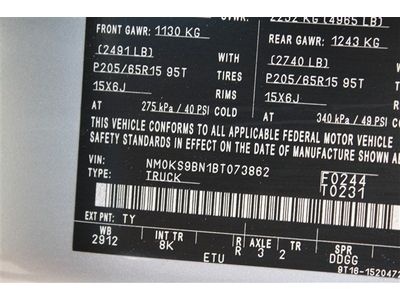 2252 KG (4965 LB)
FRONT GAWR: 1130 KG REAR GAWR: 1243 KG
(2491 LB) WITH (2740 LB) WITH
P205/65R15 95T TIRES P205/65R15 95T
15X6J RIMS 15X6J
AT 275 kPa / 40 PSI COLD AT 340 kPa / 49 PSI
THIS VEHICLE CONFORMS TO ALL APPLICABLE FEDERAL MOTOR VEHICLE
SAFETY STANDARDS IN EFFECT ON THE DATE OF MANUFACTURE SHOWN
VIN: NM0KS9BN1BT073862 F0244
TYPE: TRUCK T0231
EXT PNT: TY
WB INT TR R AXLE TR SPR
2912 8K R 3 2 DDGG
ETU 9T16-1520472